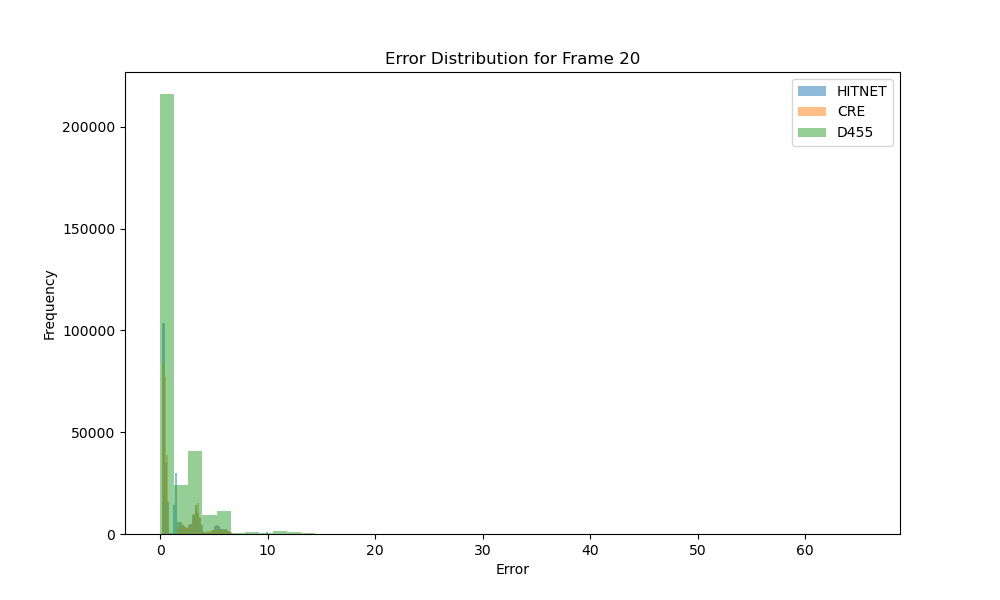 Error Distribution for Frame 20
HITNET
CRE
D455
200000
150000
100000
50000
0
Frequency
0 10 20 30 40 50 60
Error